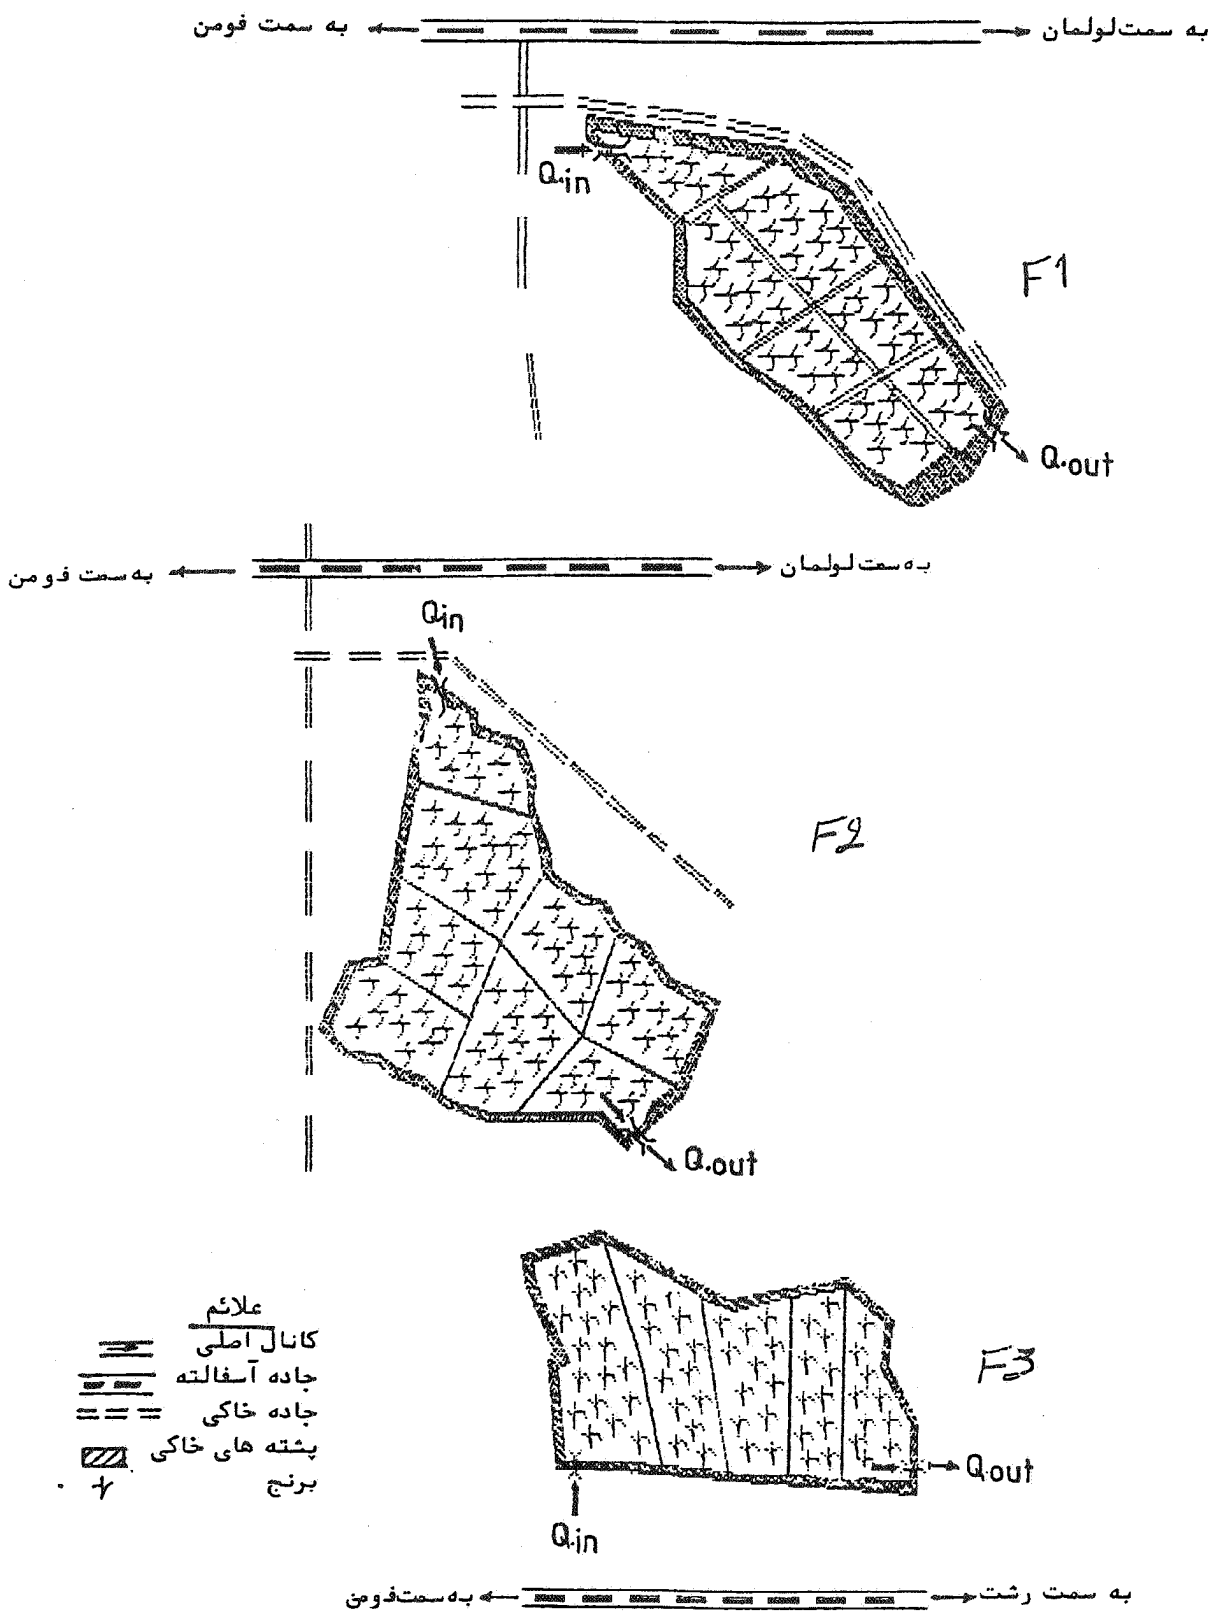 به سمت فومن
به سمت لولمان
Q.in
F1
Q.out
به سمت فومن
به سمت لولمان
Qin
F2
Q.out
علائم
کانال اصلی
جاده آسفالته
جاده خاکی
پشته های خاکی
برنج
F3
Q.out
Q.in
به سمت فومن
به سمت رشت